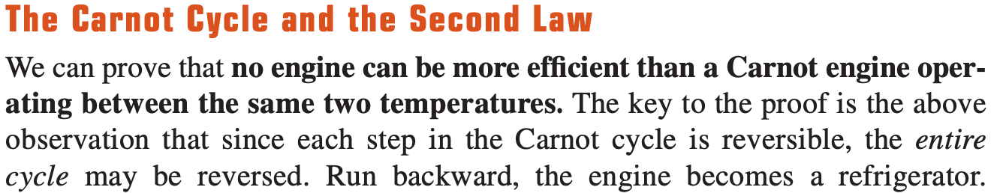 The Carnot Cycle and the Second Law
We can prove that no engine can be more efficient than a Carnot engine oper-
ating between the same two temperatures. The key to the proof is the above
observation that since each step in the Carnot cycle is reversible, the entire
cycle may be reversed. Run backward, the engine becomes a refrigerator.